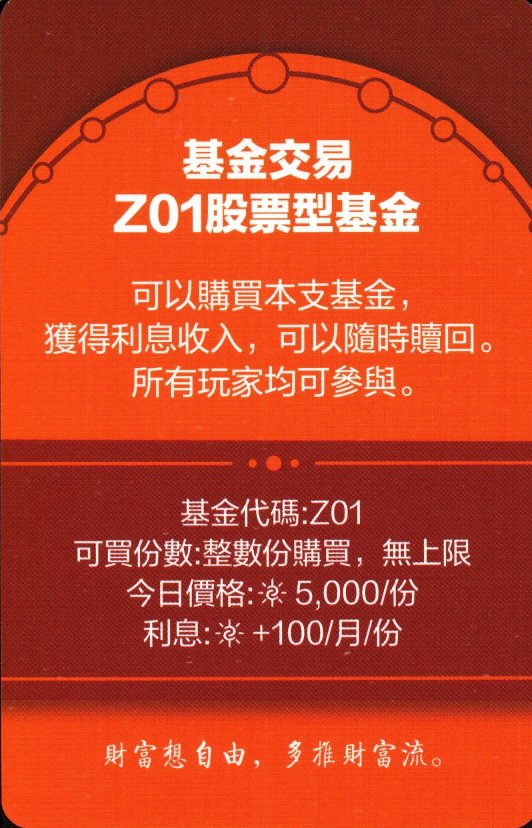 基金交易
Z01股票型基金
可以購買本支基金，
獲得利息收入，可以隨時贖回。
所有玩家均可參與。
基金代碼:Z01
可買份數:整數份購買，無上限
今日價格: 5,000/份
利息: +100/月/份
財富想自由，多推財富流。